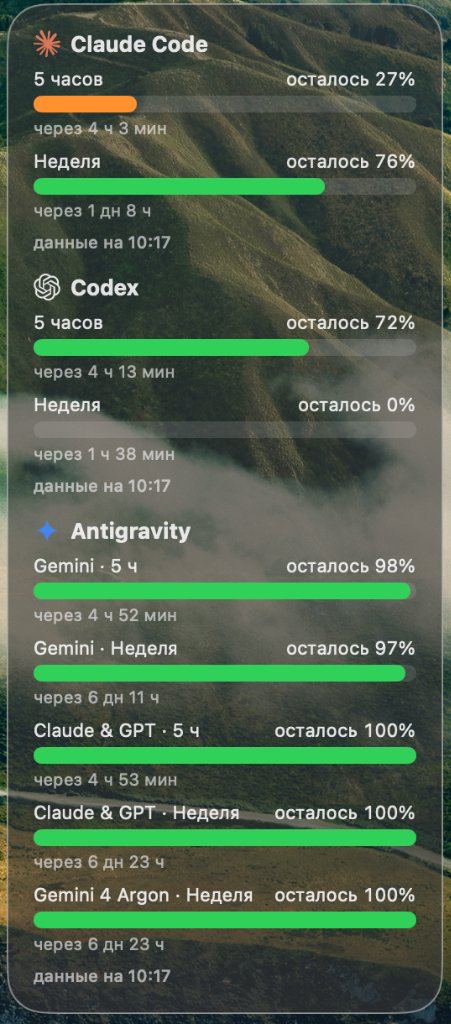 Claude Code
5 часов осталось 27%
через 4 ч 3 мин
Неделя осталось 76%
через 1 дн 8 ч
данные на 10:17
Codex
5 часов осталось 72%
через 4 ч 13 мин
Неделя осталось 0%
через 1 ч 38 мин
данные на 10:17
Antigravity
Gemini · 5 ч осталось 98%
через 4 ч 52 мин
Gemini · Неделя осталось 97%
через 6 дн 11 ч
Claude & GPT · 5 ч осталось 100%
через 4 ч 53 мин
Claude & GPT · Неделя осталось 100%
через 6 дн 23 ч
Gemini 4 Argon · Неделя осталось 100%
через 6 дн 23 ч
данные на 10:17